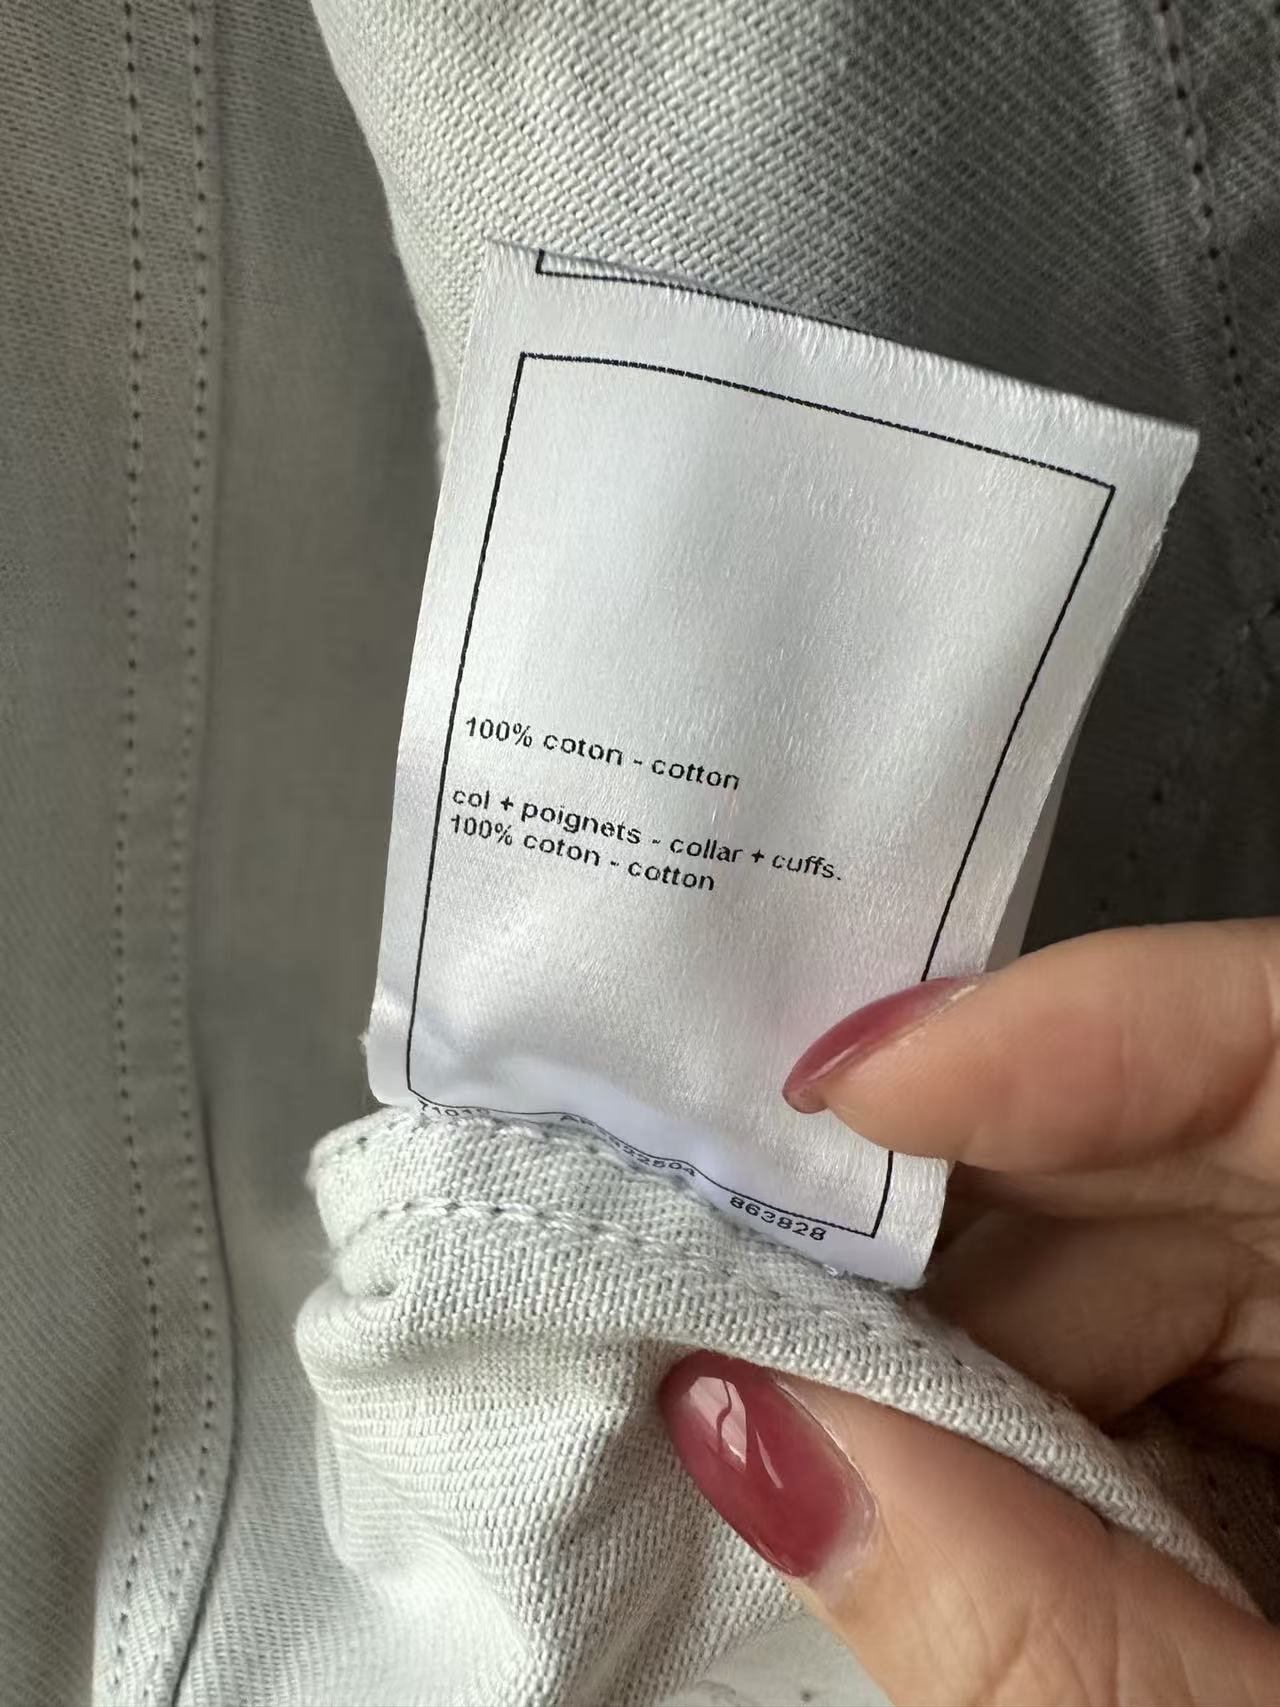 100% coton - cotton
col + poignets - collar + cuffs.
100% coton - cotton
863828